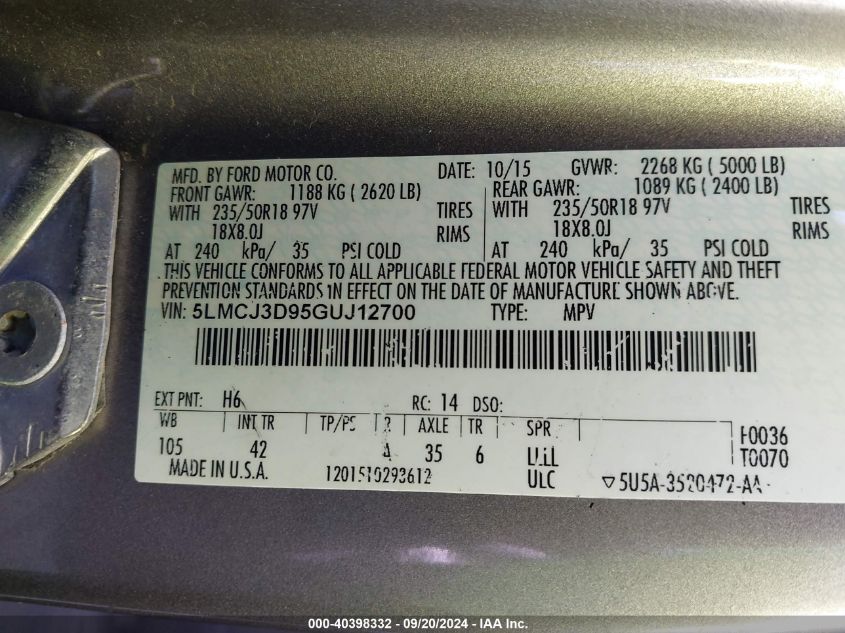 MFD. BY FORD MOTOR CO. DATE: 10/15 GVWR: 2268 KG ( 5000 LB)
FRONT GAWR: 1188 KG ( 2620 LB) REAR GAWR: 1089 KG ( 2400 LB)
WITH 235/50R18 97V TIRES WITH 235/50R18 97V TIRES
18X8.0J RIMS 18X8.0J RIMS
AT 240 kPa/ 35 PSI COLD AT 240 kPa/ 35 PSI COLD
THIS VEHICLE CONFORMS TO ALL APPLICABLE FEDERAL MOTOR VEHICLE SAFETY AND THEFT
PREVENTION STANDARDS IN EFFECT ON THE DATE OF MANUFACTURE SHOWN ABOVE.
VIN: 5LMCJ3D95GUJ12700 TYPE: MPV
EXT PNT: H6 RC: 14 DSO:
WB INT TR TP/PS R AXLE TR SPR F0036
105 42 4 35 6 T0070
MADE IN U.S.A. ULC ▽5U5A-3520472-AA
000-40398332 - 09/20/2024 - IAA Inc.